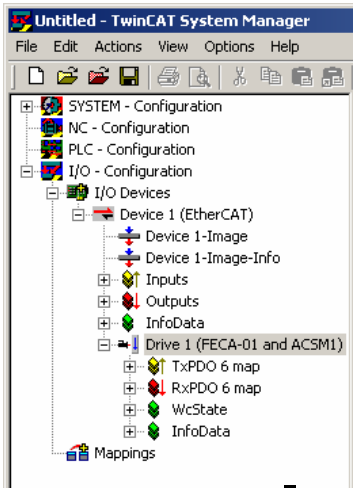 Untitled - TwinCAT System Manager
File Edit Actions View Options Help
SYSTEM - Configuration
NC - Configuration
PLC - Configuration
I/O - Configuration
I/O Devices
Device 1 (EtherCAT)
Device 1-Image
Device 1-Image-Info
Inputs
Outputs
InfoData
Drive 1 (FECA-01 and ACSM1)
TxPDO 6 map
RxPDO 6 map
WcState
InfoData
Mappings